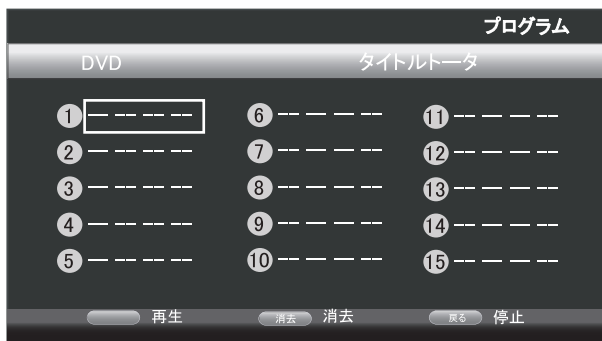 プログラム
DVD タイトルトータ
1 – -- -- -- 6 -- – – -- 11 -- – – --
2 – -- -- -- 7 -- – – -- 12 -- – – --
3 – -- -- -- 8 -- – – -- 13 -- – – --
4 – -- -- -- 9 -- – – -- 14 -- – – --
5 – -- -- -- 10 -- – – -- 15 -- – – --
再生 消去 消去 戻る 停止